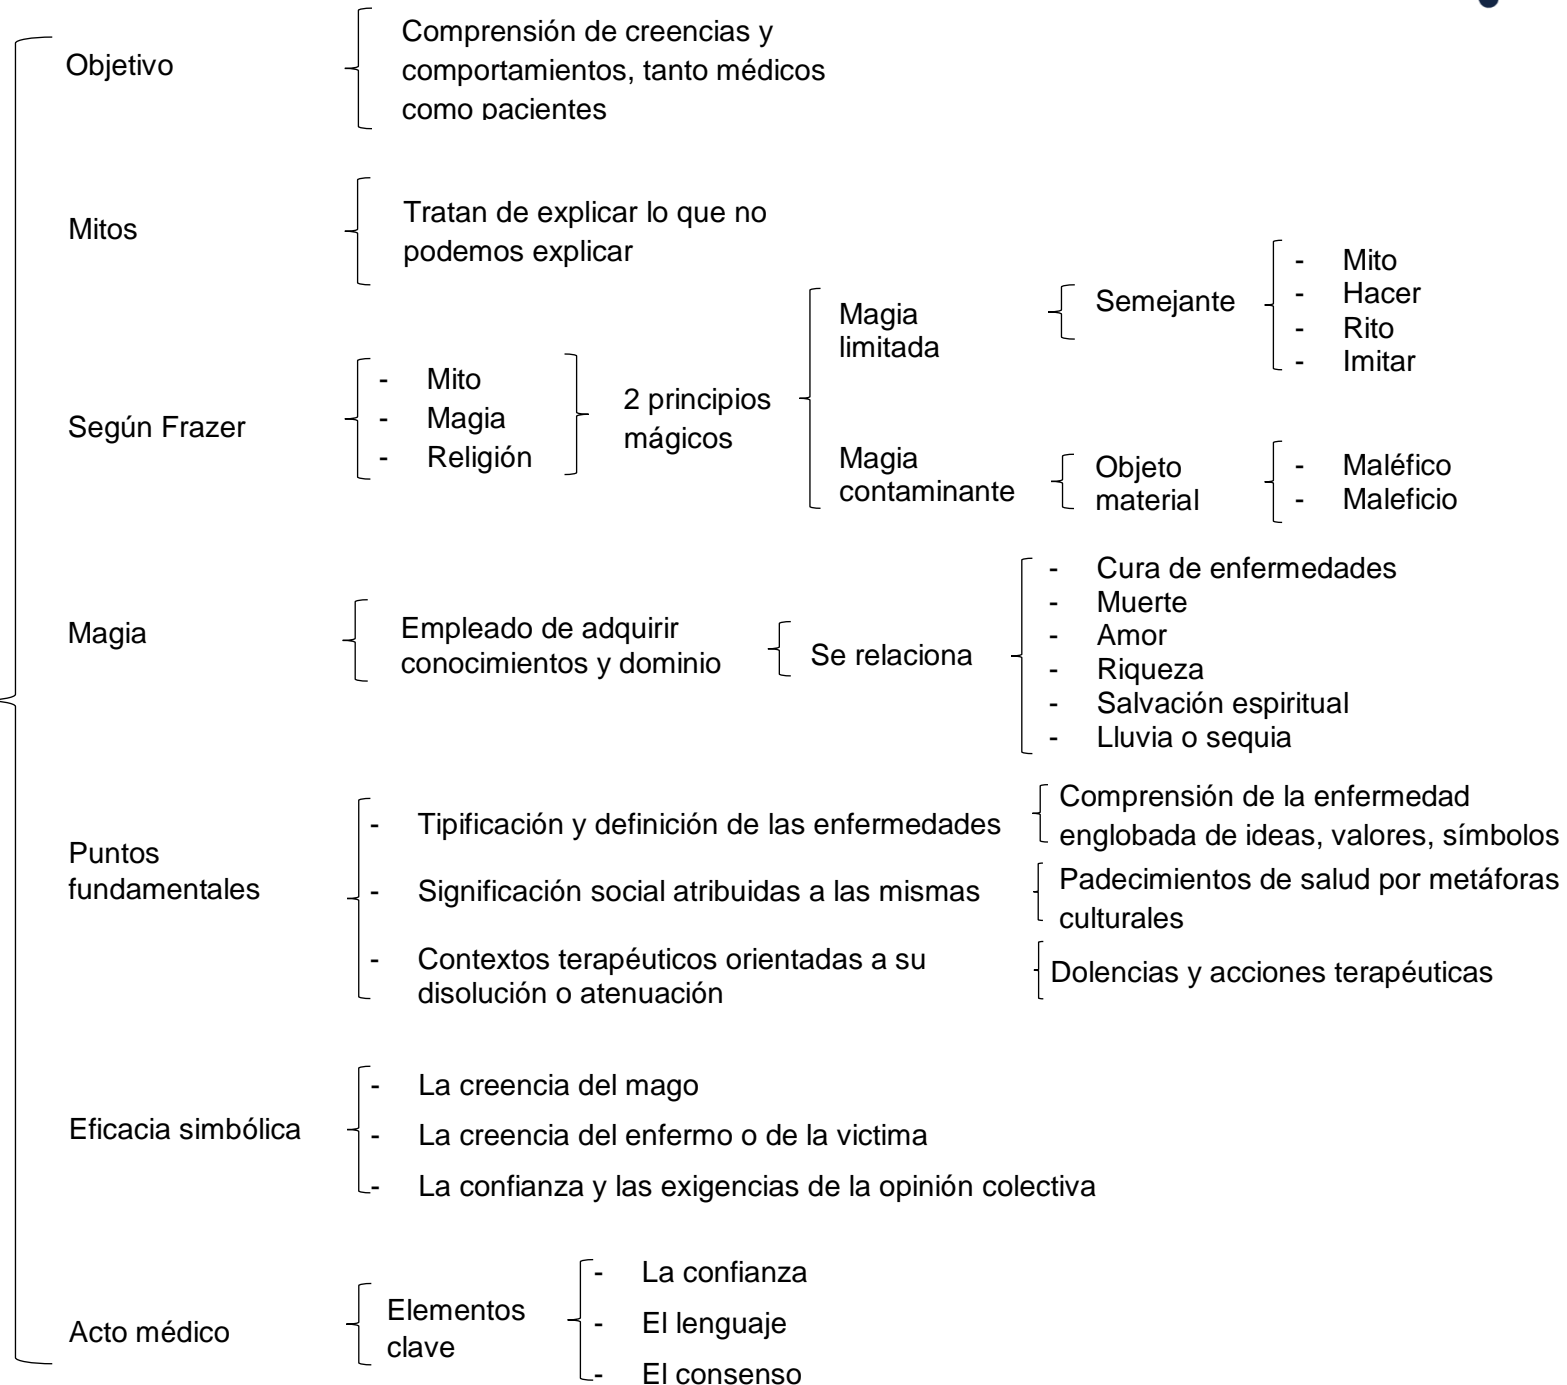 Objetivo
Comprensión de creencias y
comportamientos, tanto médicos
como pacientes
Mitos
Tratan de explicar lo que no
podemos explicar
Según Frazer
- Mito
- Magia
- Religión
2 principios
mágicos
Magia
limitada
Semejante
- Mito
- Hacer
- Rito
- Imitar
Magia
contaminante
Objeto
material
- Maléfico
- Maleficio
Magia
Empleado de adquirir
conocimientos y dominio
Se relaciona
- Cura de enfermedades
- Muerte
- Amor
- Riqueza
- Salvación espiritual
- Lluvia o sequia
Puntos
fundamentales
- Tipificación y definición de las enfermedades
Comprensión de la enfermedad
englobada de ideas, valores, símbolos
- Significación social atribuidas a las mismas
Padecimientos de salud por metáforas
culturales
- Contextos terapéuticos orientadas a su
disolución o atenuación
Dolencias y acciones terapéuticas
Eficacia simbólica
- La creencia del mago
- La creencia del enfermo o de la victima
- La confianza y las exigencias de la opinión colectiva
Acto médico
Elementos
clave
- La confianza
- El lenguaje
- El consenso